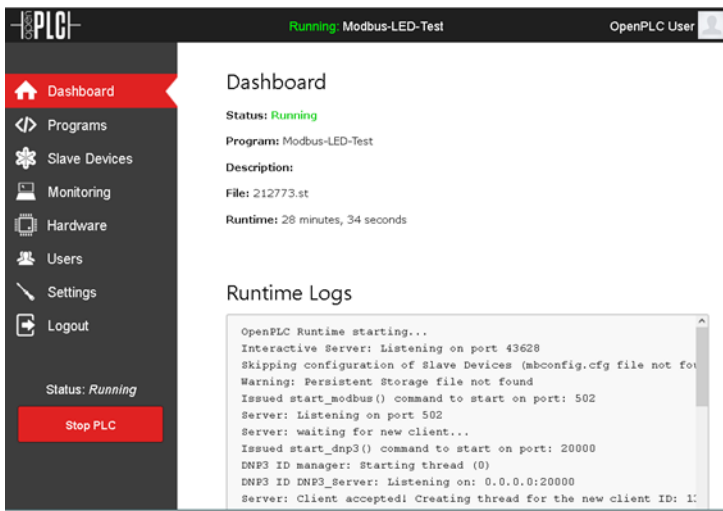 open PLC
Running: Modbus-LED-Test
OpenPLC User
Dashboard
Programs
Slave Devices
Monitoring
Hardware
Users
Settings
Logout
Status: Running
Stop PLC
Dashboard
Status: Running
Program: Modbus-LED-Test
Description:
File: 212773.st
Runtime: 28 minutes, 34 seconds
Runtime Logs
OpenPLC Runtime starting...
Interactive Server: Listening on port 43628
Skipping configuration of Slave Devices (mbconfig.cfg file not
Warning: Persistent Storage file not found
Issued start_modbus() command to start on port: 502
Server: Listening on port 502
Server: waiting for new client...
Issued start_dnp3() command to start on port: 20000
DNP3 ID manager: Starting thread (0)
DNP3 ID DNP3_Server: Listening on: 0.0.0.0:20000
Server: Client accepted! Creating thread for the new client ID: